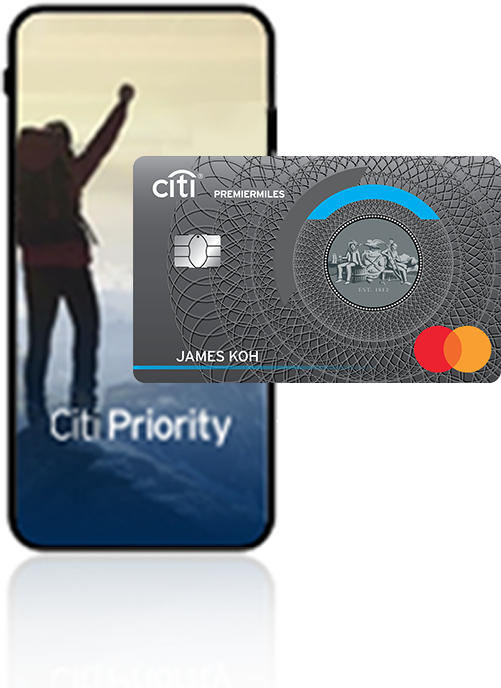 citi®
PREMIERMILES
EST. 1812
JAMES KOH
Citi Priority